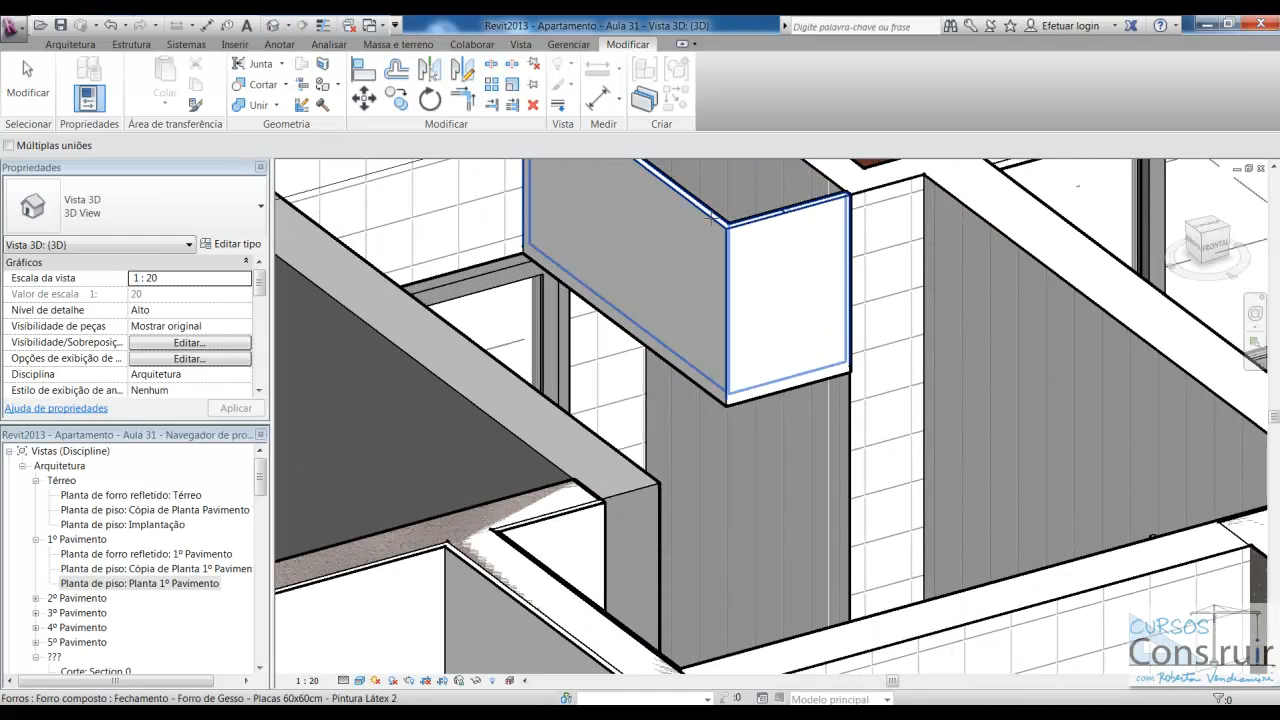 Revit2013 - Apartamento - Aula 31 - Vista 3D: {3D}
Digite palavra-chave ou frase
Efetuar login
Arquitetura Estrutura Sistemas Inserir Anotar Analisar Massa e terreno Colaborar Vista Gerenciar Modificar
Modificar
Colar
Junta
Cortar
Unir
Selecionar Propriedades Área de transferência Geometria Modificar Vista Medir Criar
Múltiplas uniões
Propriedades
Vista 3D
3D View
Vista 3D: {3D} Editar tipo
Gráficos
Escala da vista 1 : 20
Valor de escala 1: 20
Nível de detalhe Alto
Visibilidade de peças Mostrar original
Visibilidade/Sobreposiç... Editar...
Opções de exibição de ... Editar...
Disciplina Arquitetura
Estilo de exibição de an... Nenhum
Ajuda de propriedades Aplicar
Revit2013 - Apartamento - Aula 31 - Navegador de pro...
Vistas (Discipline)
Arquitetura
Térreo
Planta de forro refletido: Térreo
Planta de piso: Cópia de Planta Pavimento
Planta de piso: Implantação
1º Pavimento
Planta de forro refletido: 1º Pavimento
Planta de piso: Cópia de Planta 1º Pavimen
Planta de piso: Planta 1º Pavimento
2º Pavimento
3º Pavimento
4º Pavimento
5º Pavimento
???
Corte: Section 0
FRONTAL
CURSOS
Construir
com Roberta Vendramini
1 : 20
Forros : Forro composto : Fechamento - Forro de Gesso - Placas 60x60cm - Pintura Látex 2
:0
Modelo principal
:0